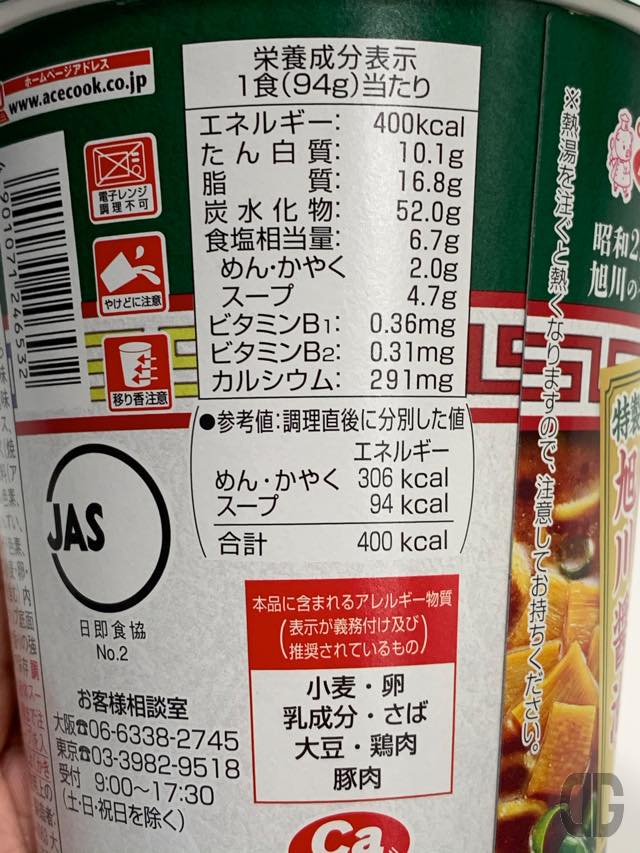 ホームページアドレス
www.acecook.co.jp
電子レンジ
調理不可
やけどに注意
移り香注意
9 01071 246532
栄養成分表示
1食(94g)当たり
エネルギー: 400kcal
たん白質: 10.1g
脂質: 16.8g
炭水化物: 52.0g
食塩相当量: 6.7g
めん・かやく 2.0g
スープ 4.7g
ビタミンB1: 0.36mg
ビタミンB2: 0.31mg
カルシウム: 291mg
●参考値:調理直後に分別した値
エネルギー
めん・かやく 306 kcal
スープ 94 kcal
合計 400 kcal
JAS
日即食協
No.2
本品に含まれるアレルギー物質
(表示が義務付け及び
推奨されているもの)
小麦・卵
乳成分・さば
大豆・鶏肉
豚肉
お客様相談室
大阪☎06-6338-2745
東京☎03-3982-9518
受付 9:00〜17:30
(土・日・祝日を除く)
Ca
※熱湯を注ぐと熱くなりますので、注意してお持ちください。
昭和2
旭川の
特製
旭川醤油
DG